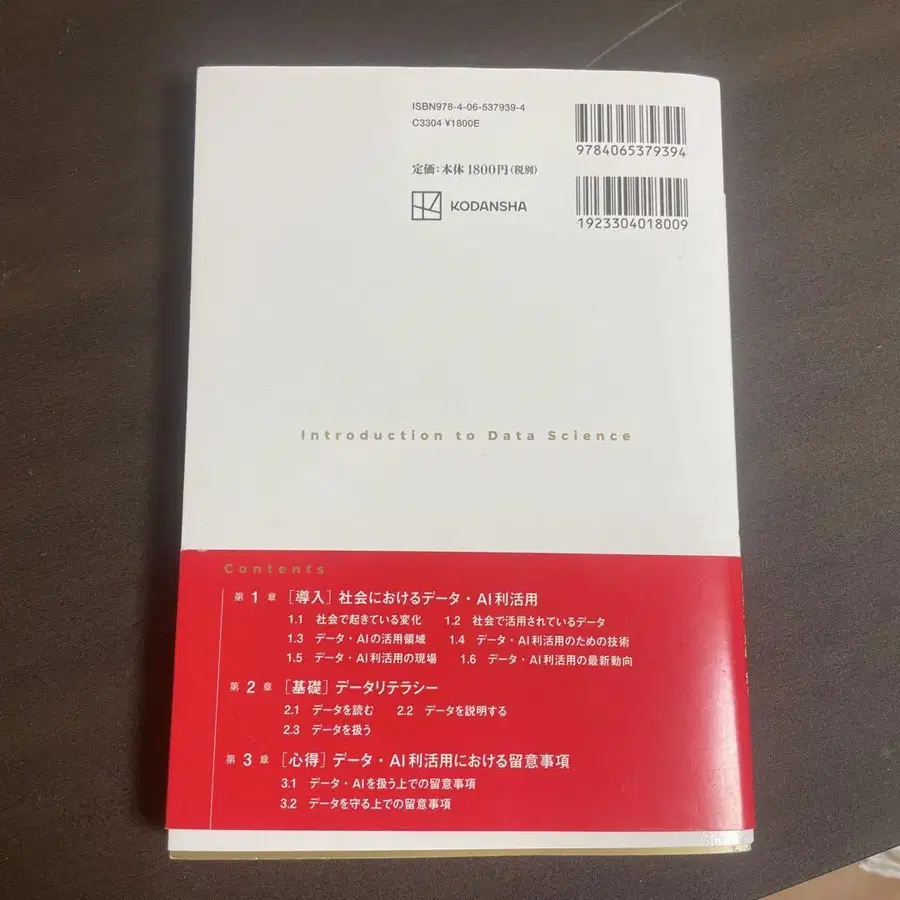 ISBN978-4-06-537939-4
C3304 ¥1800E
9784065379394
定価：本体1800円（税別）
KODANSHA
1923304018009
Introduction to Data Science
Contents
第1章 ［導入］社会におけるデータ・AI利活用
1.1 社会で起きている変化 1.2 社会で活用されているデータ
1.3 データ・AIの活用領域 1.4 データ・AI利活用のための技術
1.5 データ・AI利活用の現場 1.6 データ・AI利活用の最新動向
第2章 ［基礎］データリテラシー
2.1 データを読む 2.2 データを説明する
2.3 データを扱う
第3章 ［心得］データ・AI利活用における留意事項
3.1 データ・AIを扱う上での留意事項
3.2 データを守る上での留意事項